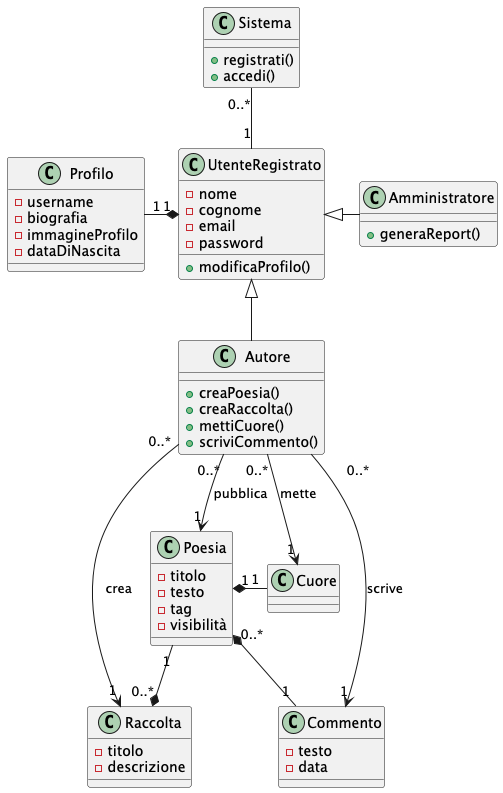 C Sistema
registrati()
accedi()
0..*
1
C UtenteRegistrato
nome
cognome
email
password
modificaProfilo()
C Profilo
username
biografia
immagineProfilo
dataDiNascita
1 1
C Amministratore
generaReport()
C Autore
creaPoesia()
creaRaccolta()
mettiCuore()
scriviCommento()
0..*
0..*
0..*
0..*
pubblica
mette
1
1
C Poesia
titolo
testo
tag
visibilità
1 1
C Cuore
crea
scrive
0..*
1
1
0..*
1
1
C Raccolta
titolo
descrizione
C Commento
testo
data